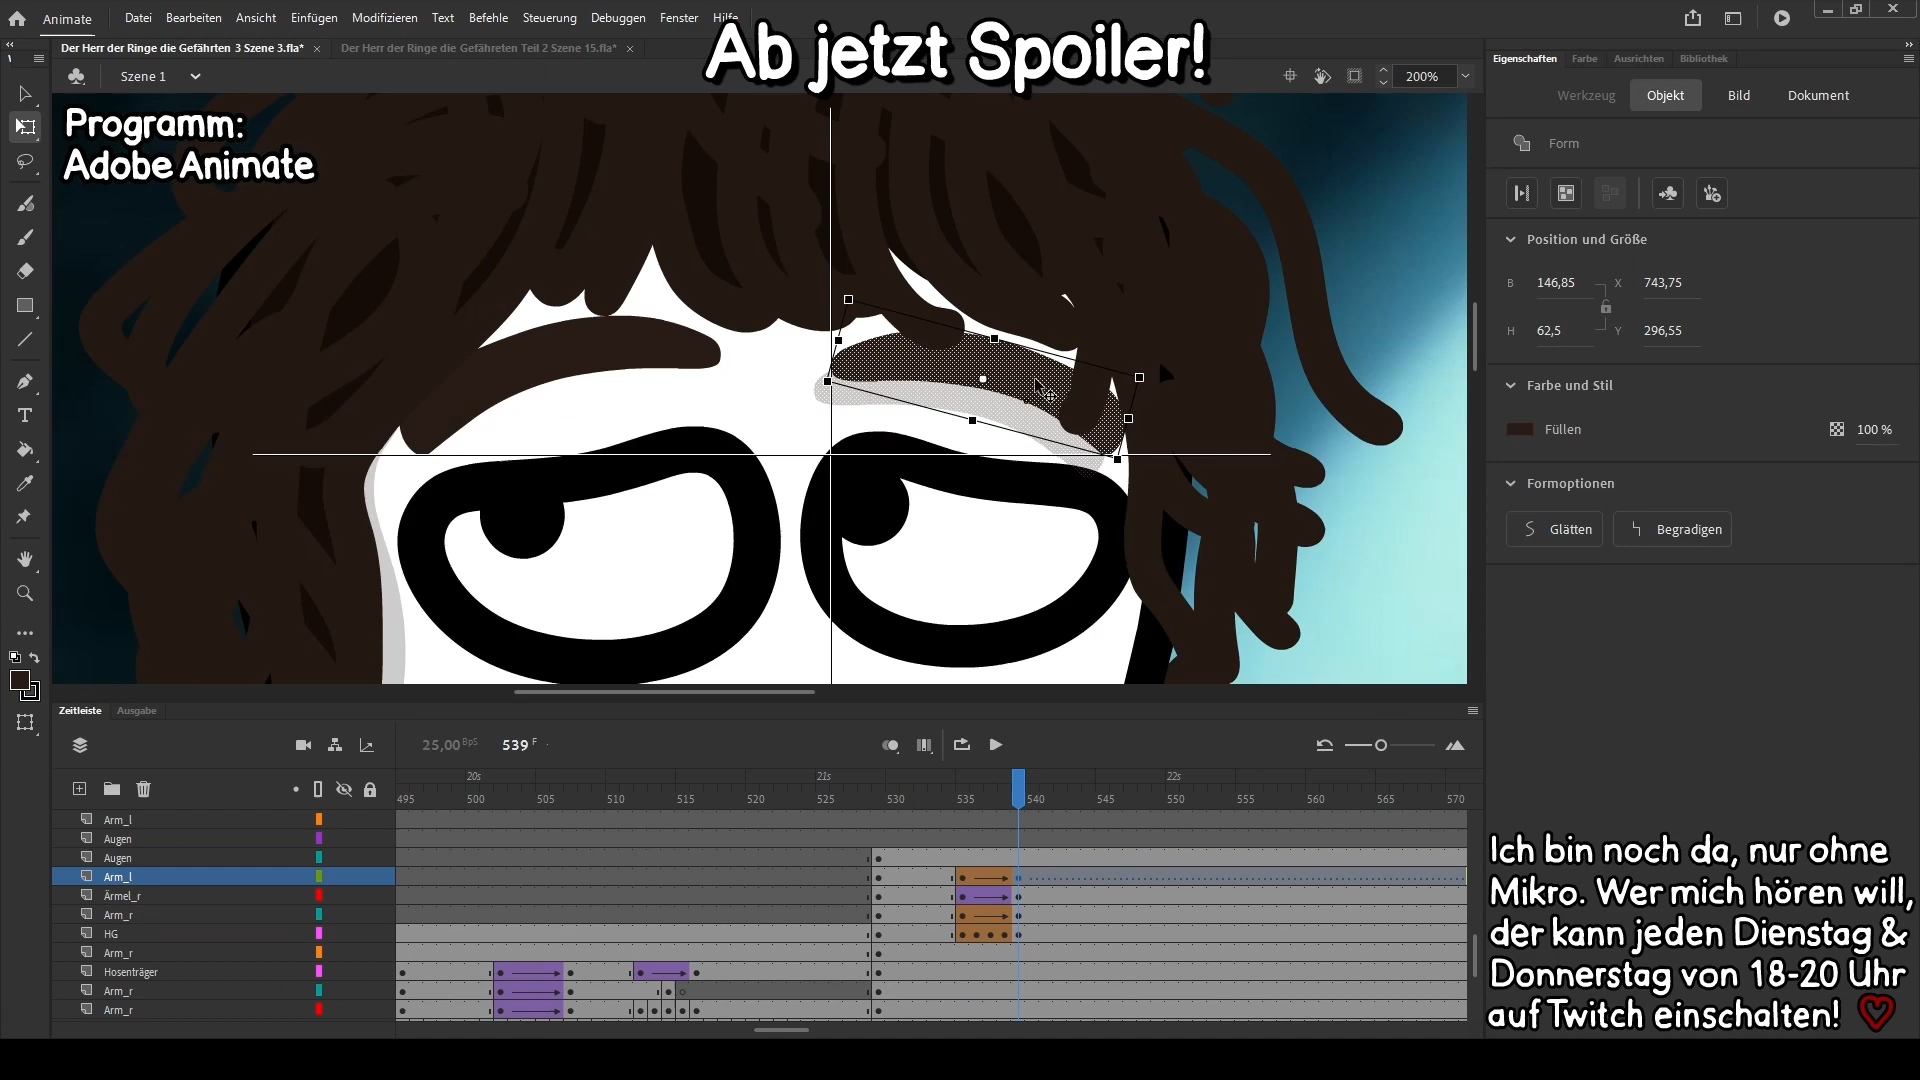 Animate
Datei Bearbeiten Ansicht Einfügen Modifizieren Text Befehle Steuerung Debuggen Fenster Hilfe
Der Herr der Ringe die Gefährten 3 Szene 3.fla*
Der Herr der Ringe die Gefährten Teil 2 Szene 15.fla*
Ab jetzt Spoiler!
Szene 1
200%
Programm:
Adobe Animate
Eigenschaften Farbe Ausrichten Bibliothek
Werkzeug Objekt Bild Dokument
Form
Position und Größe
B 146,85 X 743,75
H 62,5 Y 296,55
Farbe und Stil
Füllen 100 %
Formoptionen
Glätten Begradigen
Zeitleiste Ausgabe
25,00 BpS 539 F
20s 21s 22s
495 500 505 510 515 520 525 530 535 540 545 550 555 560 565 570
Arm_l
Augen
Augen
Arm_l
Ärmel_r
Arm_r
HG
Arm_r
Hosenträger
Arm_r
Arm_r
Ich bin noch da, nur ohne
Mikro. Wer mich hören will,
der kann jeden Dienstag &
Donnerstag von 18-20 Uhr
auf Twitch einschalten!